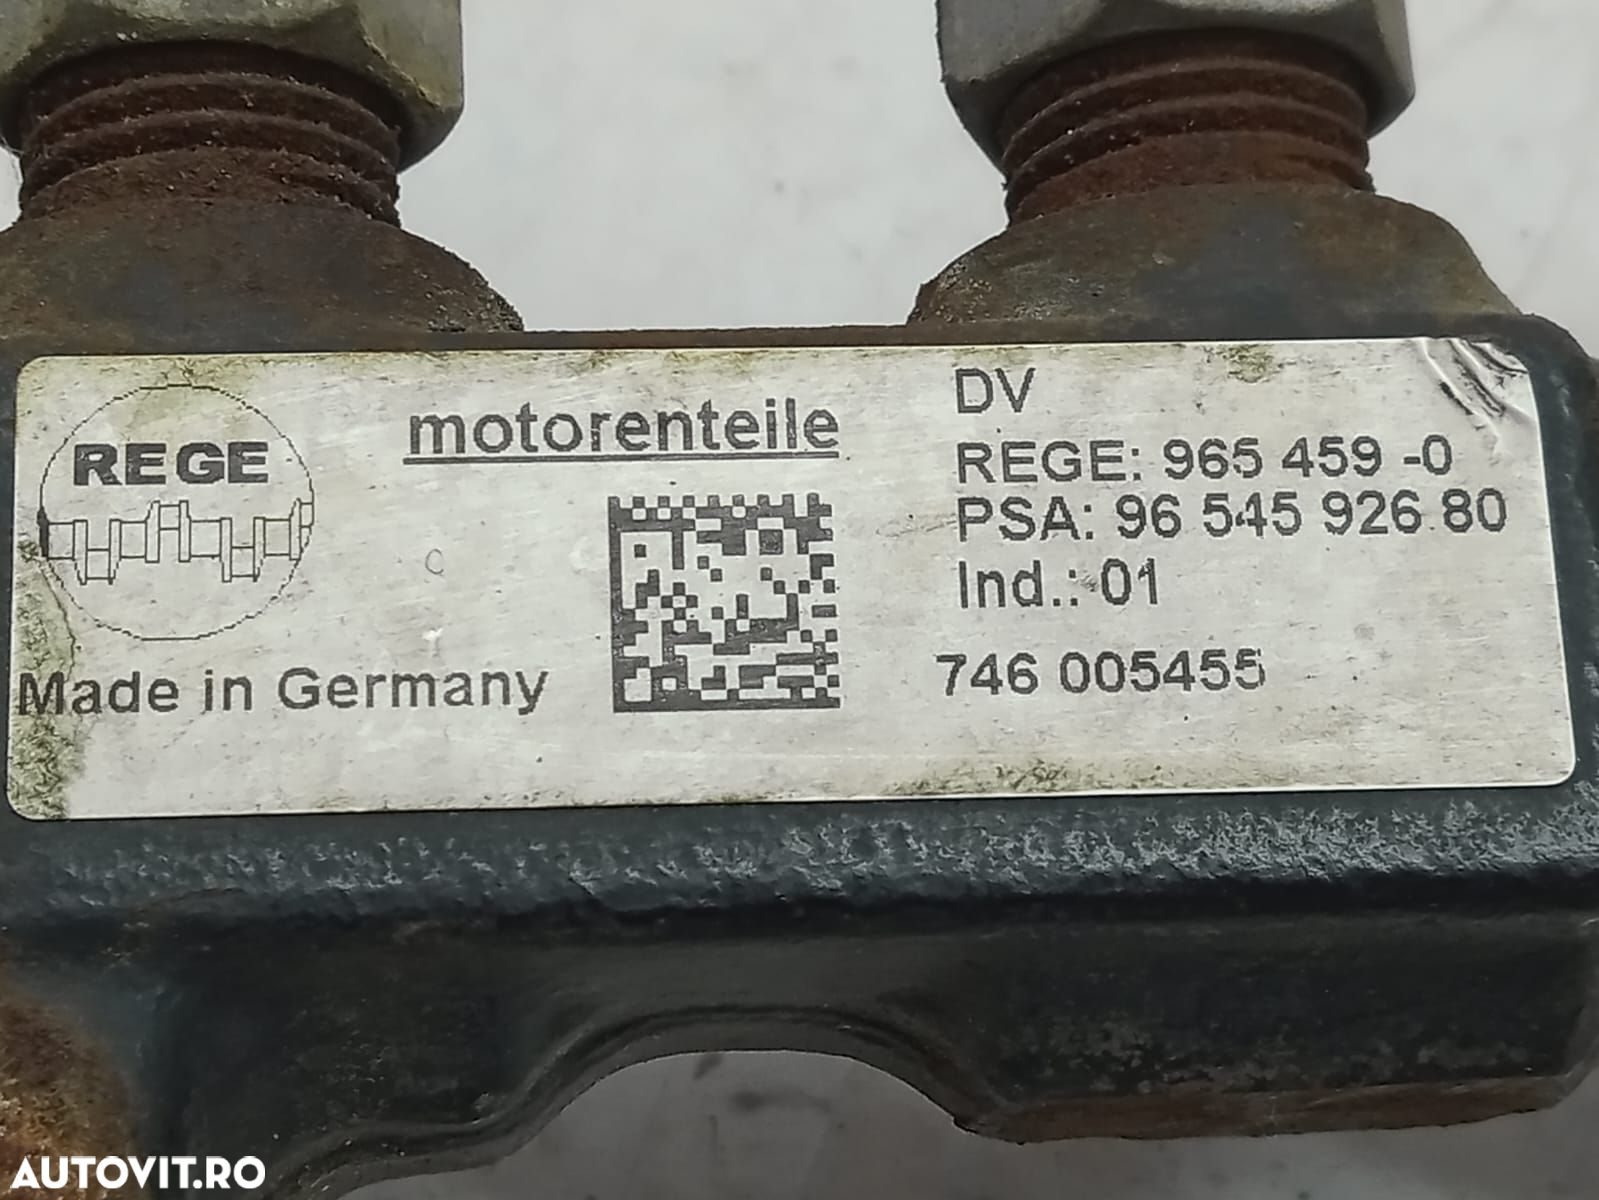 REGE
motorenteile
Made in Germany
DV
REGE: 965 459 -0
PSA: 96 545 926 80
Ind.: 01
746 005455
AUTOVIT.RO